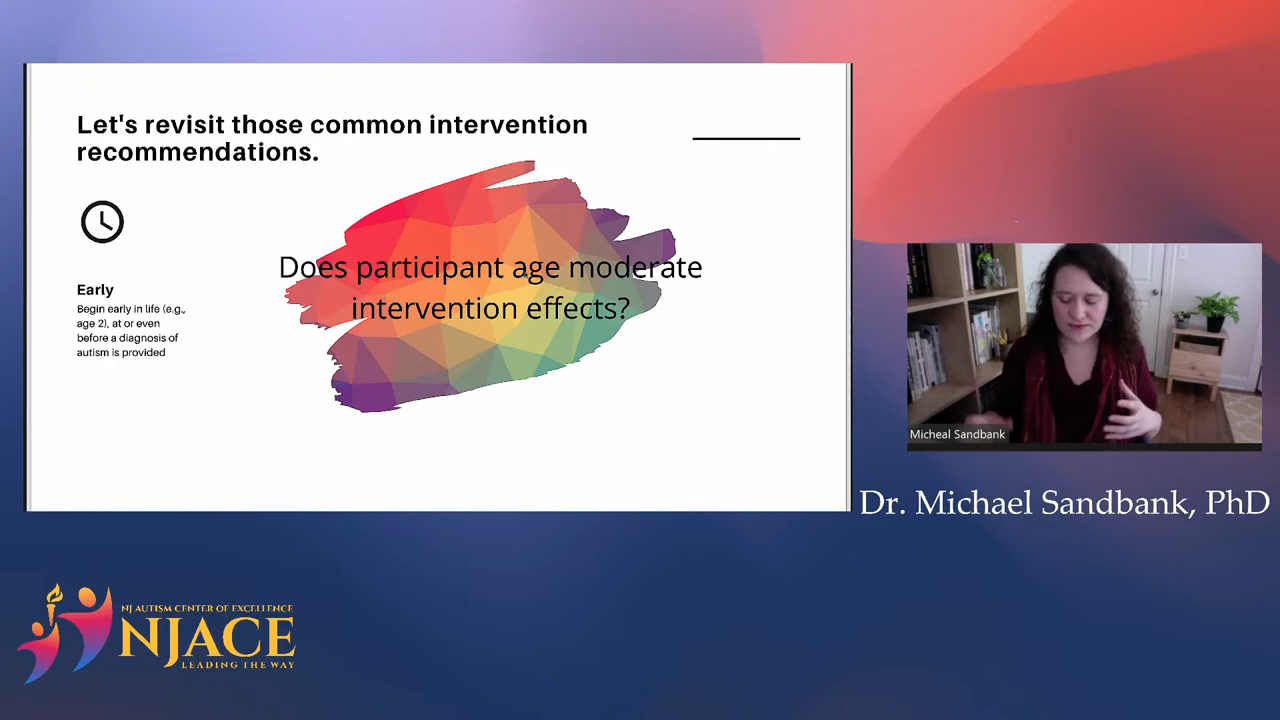 Let's revisit those common intervention
recommendations.
Does participant age moderate
intervention effects?
Early
Begin early in life (e.g.,
age 2), at or even
before a diagnosis of
autism is provided
Micheal Sandbank
Dr. Michael Sandbank, PhD
NJ AUTISM CENTER OF EXCELLENCE
NJACE
LEADING THE WAY